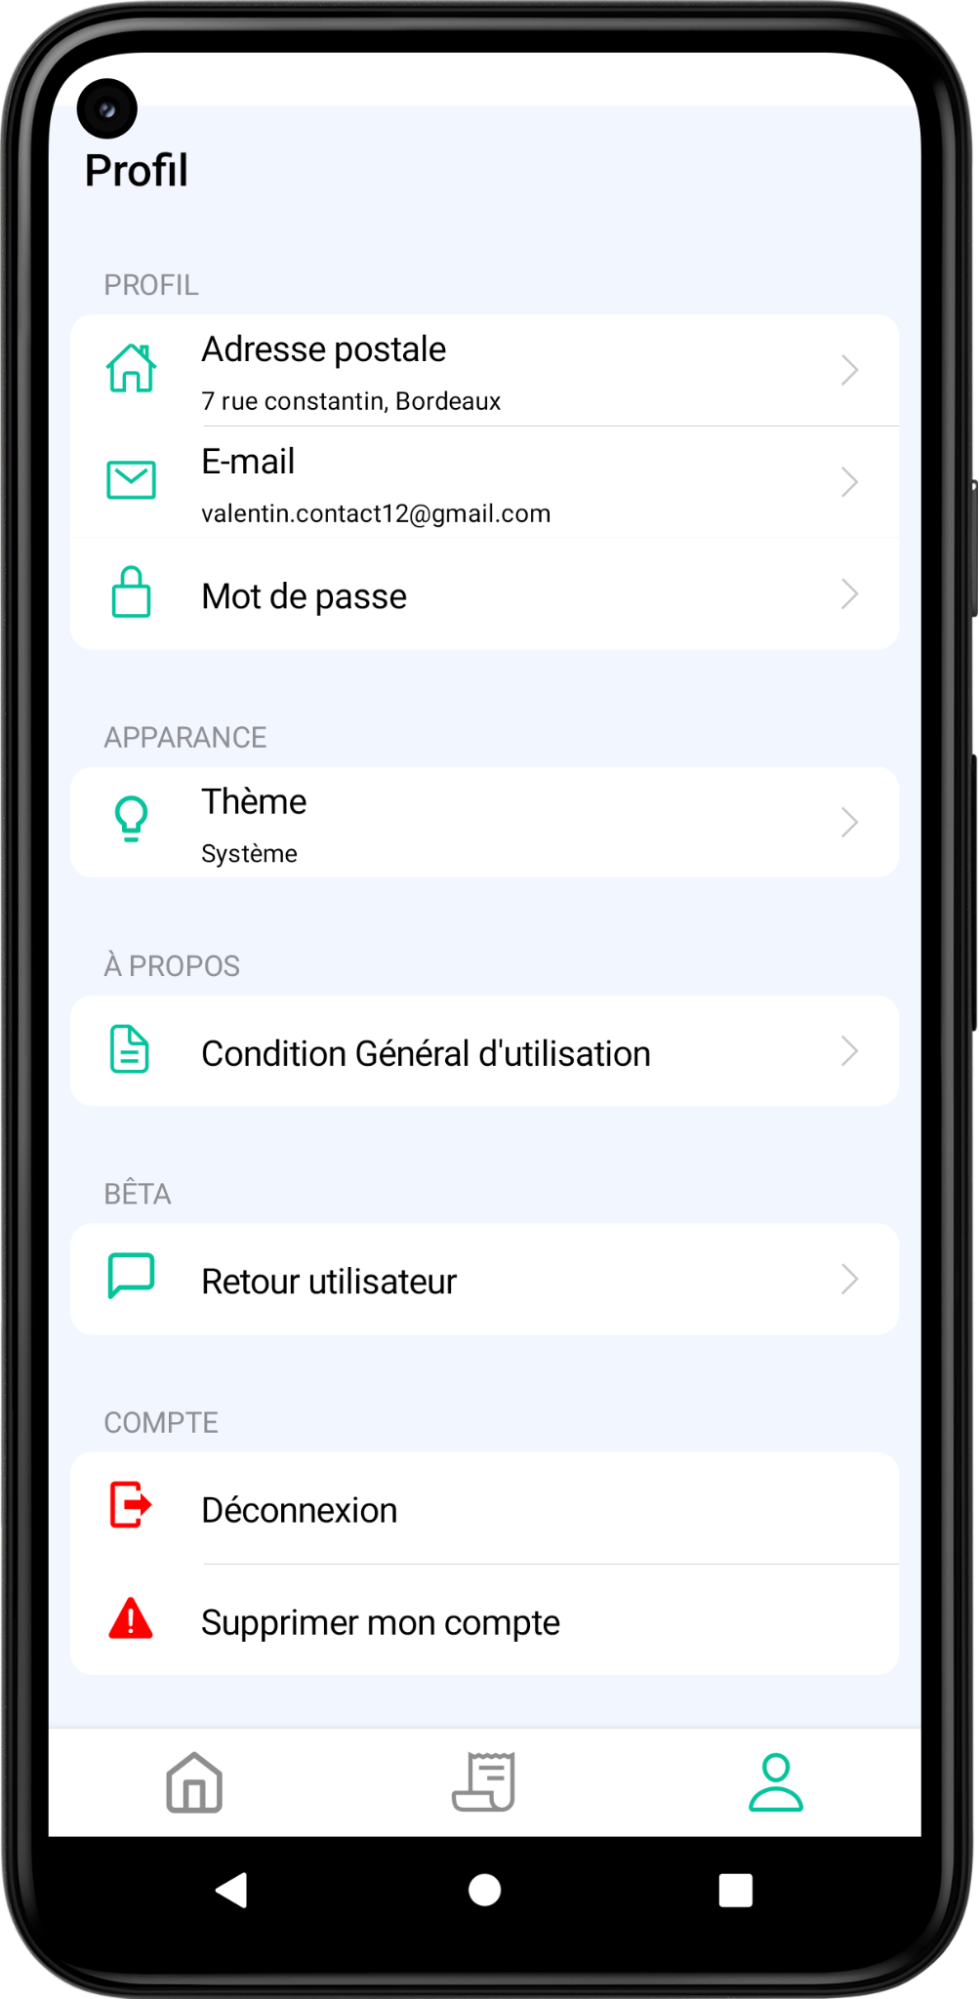 Profil
PROFIL
Adresse postale
7 rue constantin, Bordeaux
E-mail
valentin.contact12@gmail.com
Mot de passe
APPARANCE
Thème
Système
À PROPOS
Condition Général d'utilisation
BÊTA
Retour utilisateur
COMPTE
Déconnexion
Supprimer mon compte